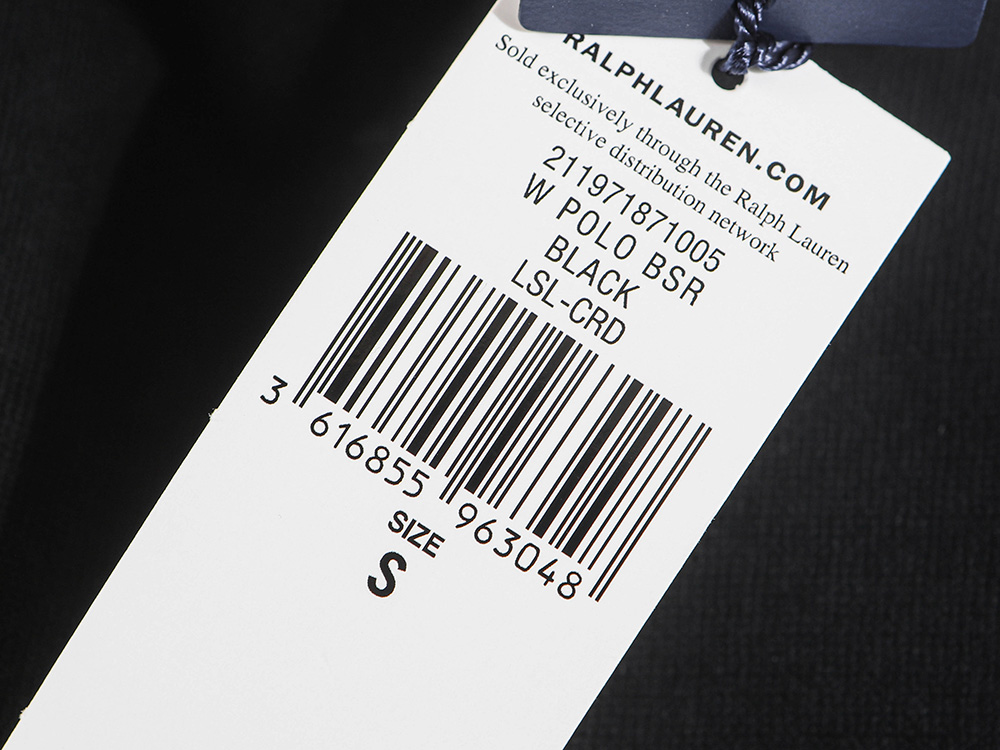 RALPHLAUREN.COM
Sold exclusively through the Ralph Lauren
selective distribution network
211971871005
W POLO BSR
BLACK
LSL-CRD
3 616855 963048
SIZE
S